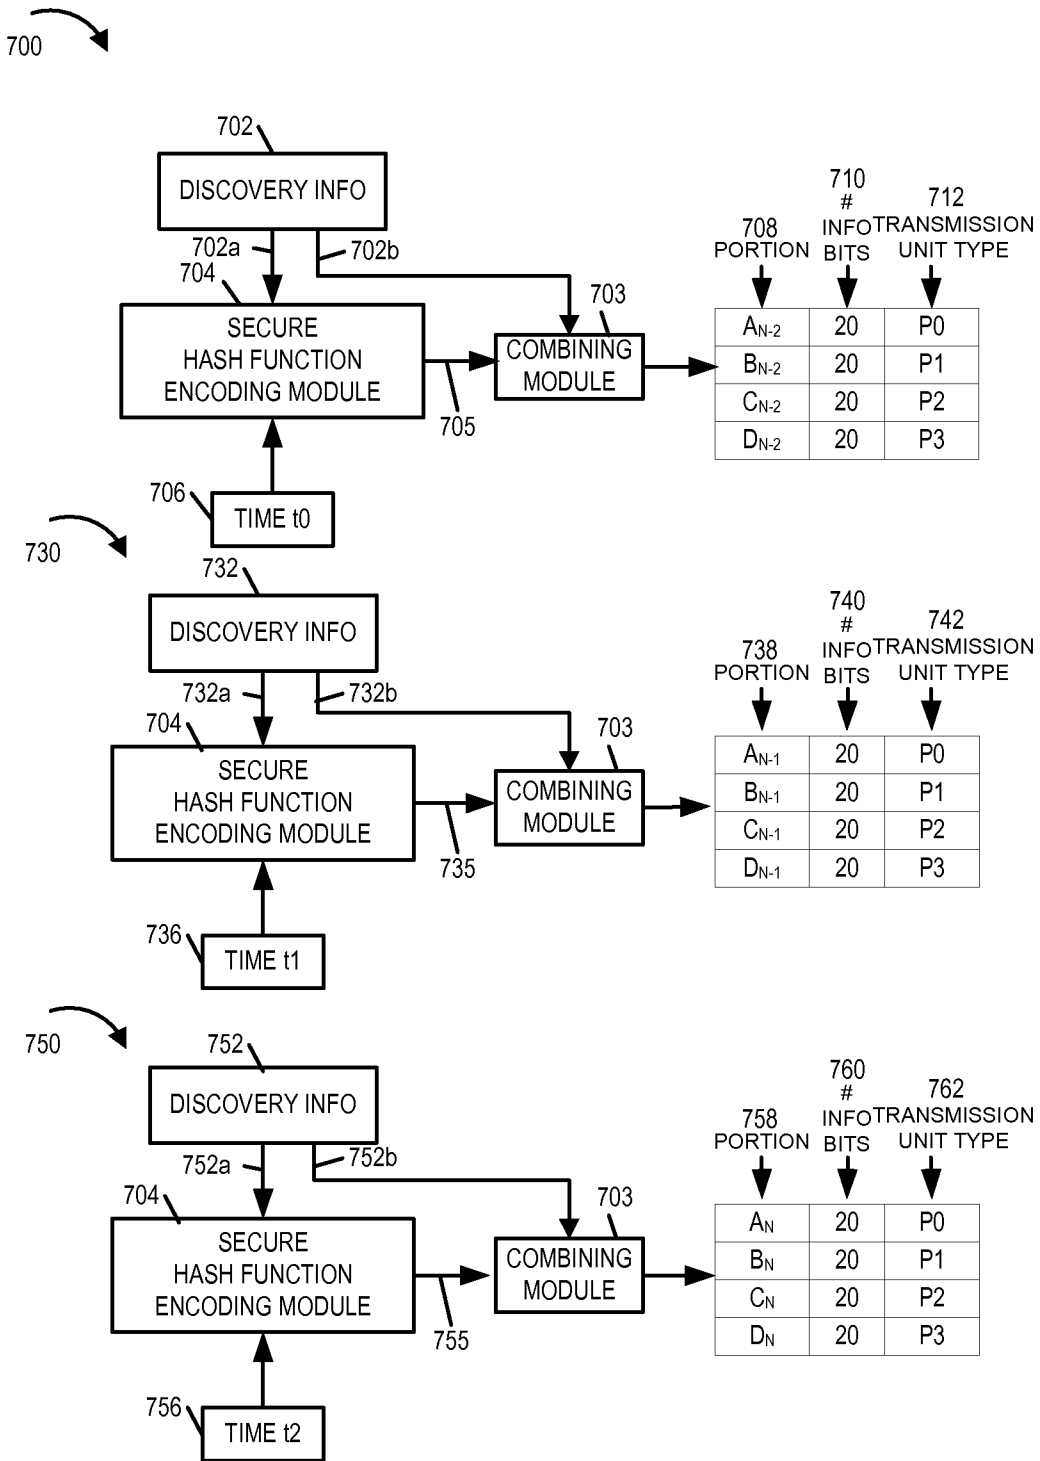 700
702
DISCOVERY INFO
702a
702b
704
SECURE
HASH FUNCTION
ENCODING MODULE
705
703
COMBINING
MODULE
706
TIME t0
708
PORTION
710
#
INFO
BITS
712
TRANSMISSION
UNIT TYPE
AN-2 20 P0
BN-2 20 P1
CN-2 20 P2
DN-2 20 P3
730
732
DISCOVERY INFO
732a
732b
704
SECURE
HASH FUNCTION
ENCODING MODULE
735
703
COMBINING
MODULE
736
TIME t1
738
PORTION
740
#
INFO
BITS
742
TRANSMISSION
UNIT TYPE
AN-1 20 P0
BN-1 20 P1
CN-1 20 P2
DN-1 20 P3
750
752
DISCOVERY INFO
752a
752b
704
SECURE
HASH FUNCTION
ENCODING MODULE
755
703
COMBINING
MODULE
756
TIME t2
758
PORTION
760
#
INFO
BITS
762
TRANSMISSION
UNIT TYPE
AN 20 P0
BN 20 P1
CN 20 P2
DN 20 P3